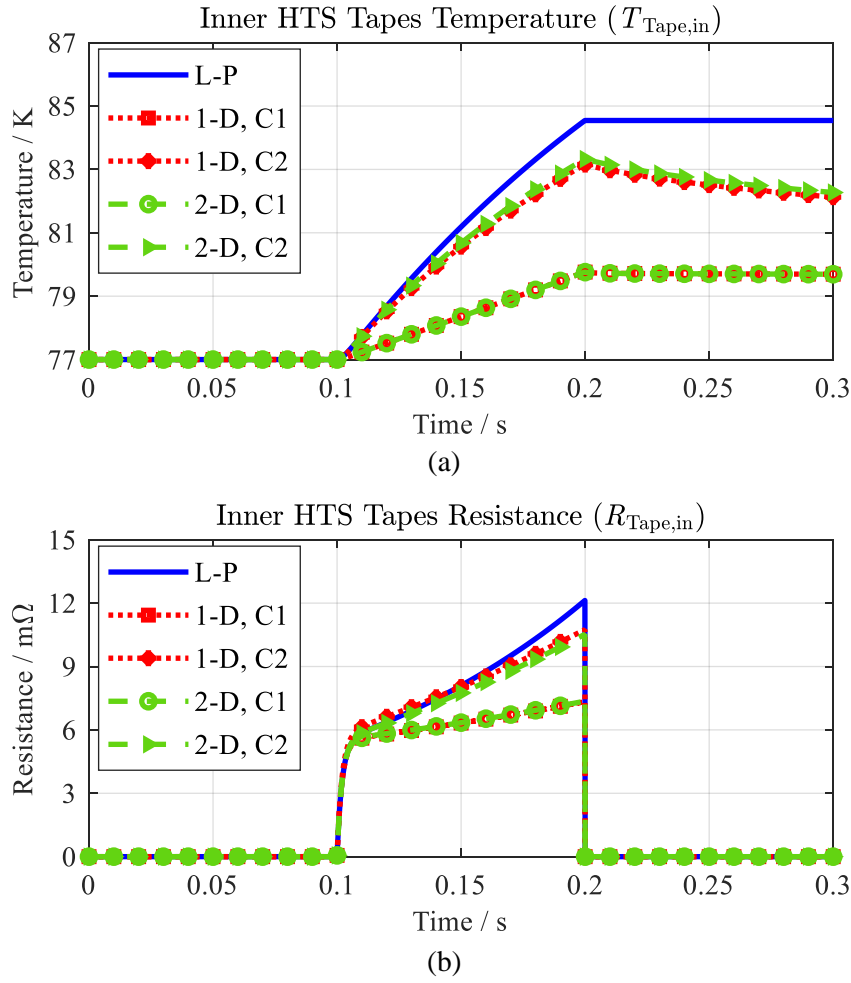 Inner HTS Tapes Temperature (T_Tape,in)
87
85
83
81
79
77
Temperature / K
L-P
1-D, C1
1-D, C2
2-D, C1
2-D, C2
0 0.05 0.1 0.15 0.2 0.25 0.3
Time / s
(a)
Inner HTS Tapes Resistance (R_Tape,in)
15
12
9
6
3
0
Resistance / mΩ
L-P
1-D, C1
1-D, C2
2-D, C1
2-D, C2
0 0.05 0.1 0.15 0.2 0.25 0.3
Time / s
(b)